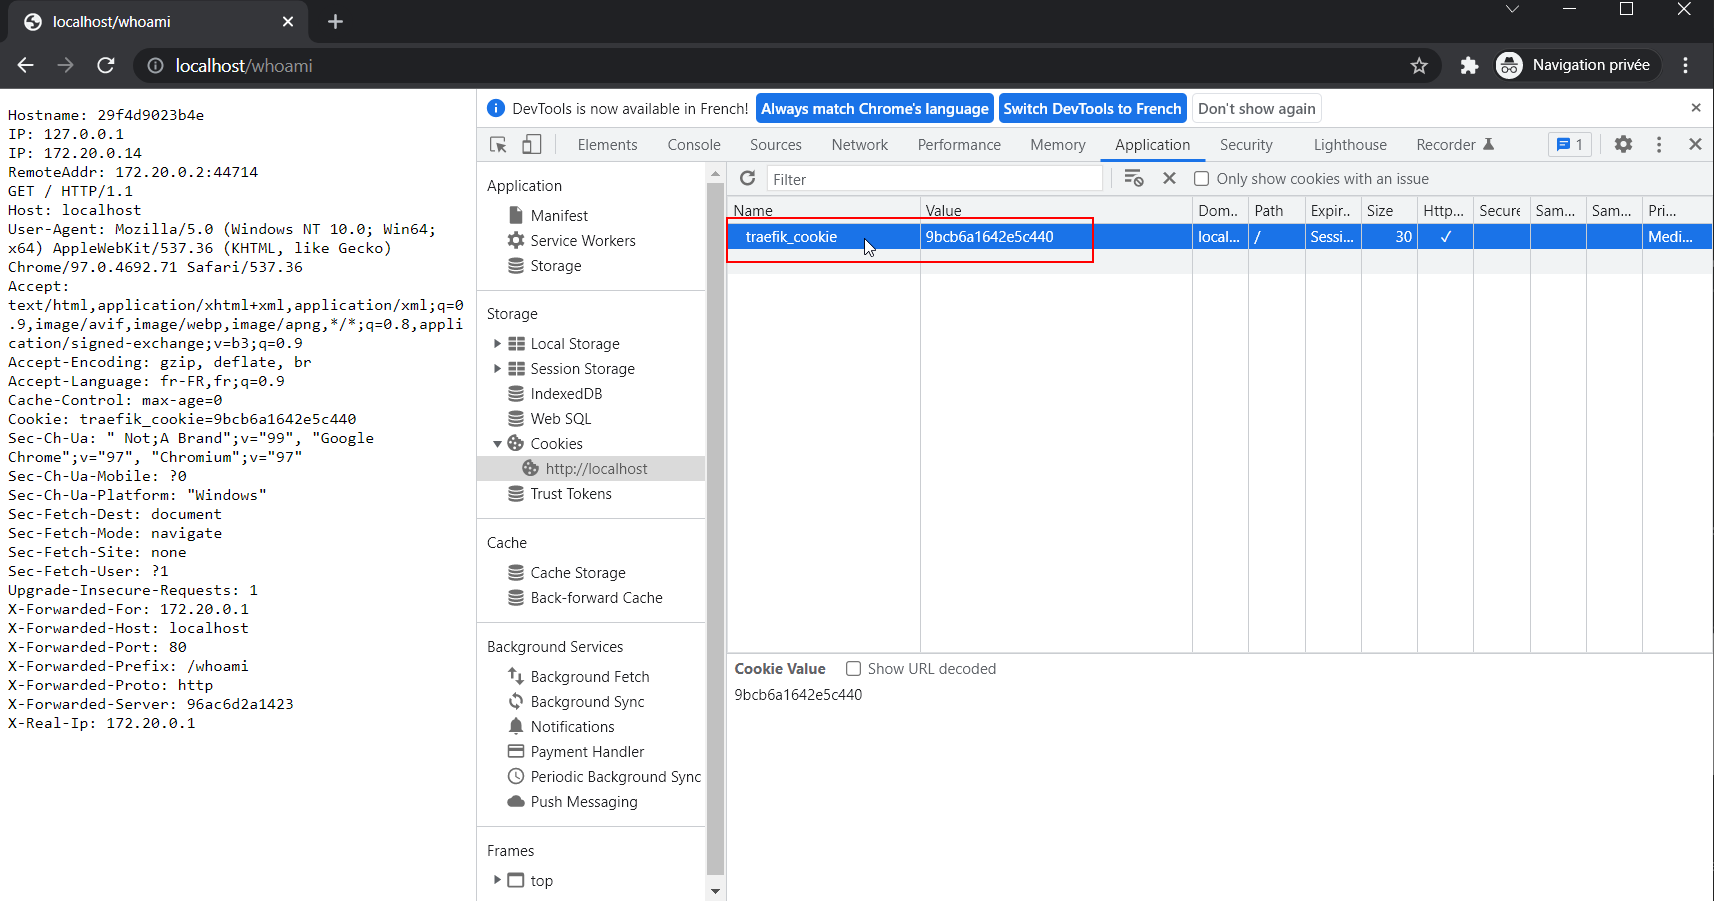 localhost/whoami
localhost/whoami
Navigation privée
Hostname: 29f4d9023b4e
IP: 127.0.0.1
IP: 172.20.0.14
RemoteAddr: 172.20.0.2:44714
GET / HTTP/1.1
Host: localhost
User-Agent: Mozilla/5.0 (Windows NT 10.0; Win64;
x64) AppleWebKit/537.36 (KHTML, like Gecko)
Chrome/97.0.4692.71 Safari/537.36
Accept:
text/html,application/xhtml+xml,application/xml;q=0
.9,image/avif,image/webp,image/apng,*/*;q=0.8,appli
cation/signed-exchange;v=b3;q=0.9
Accept-Encoding: gzip, deflate, br
Accept-Language: fr-FR,fr;q=0.9
Cache-Control: max-age=0
Cookie: traefik_cookie=9bcb6a1642e5c440
Sec-Ch-Ua: " Not;A Brand";v="99", "Google
Chrome";v="97", "Chromium";v="97"
Sec-Ch-Ua-Mobile: ?0
Sec-Ch-Ua-Platform: "Windows"
Sec-Fetch-Dest: document
Sec-Fetch-Mode: navigate
Sec-Fetch-Site: none
Sec-Fetch-User: ?1
Upgrade-Insecure-Requests: 1
X-Forwarded-For: 172.20.0.1
X-Forwarded-Host: localhost
X-Forwarded-Port: 80
X-Forwarded-Prefix: /whoami
X-Forwarded-Proto: http
X-Forwarded-Server: 96ac6d2a1423
X-Real-Ip: 172.20.0.1
DevTools is now available in French! Always match Chrome's language Switch DevTools to French Don't show again
Elements Console Sources Network Performance Memory Application Security Lighthouse Recorder 1
Application
Manifest
Service Workers
Storage
Storage
Local Storage
Session Storage
IndexedDB
Web SQL
Cookies
http://localhost
Trust Tokens
Cache
Cache Storage
Back-forward Cache
Background Services
Background Fetch
Background Sync
Notifications
Payment Handler
Periodic Background Sync
Push Messaging
Frames
top
Filter Only show cookies with an issue
Name Value Dom... Path Expir... Size Http... Secure Sam... Sam... Pri...
traefik_cookie 9bcb6a1642e5c440 local... / Sessi... 30 ✓ Medi...
Cookie Value Show URL decoded
9bcb6a1642e5c440